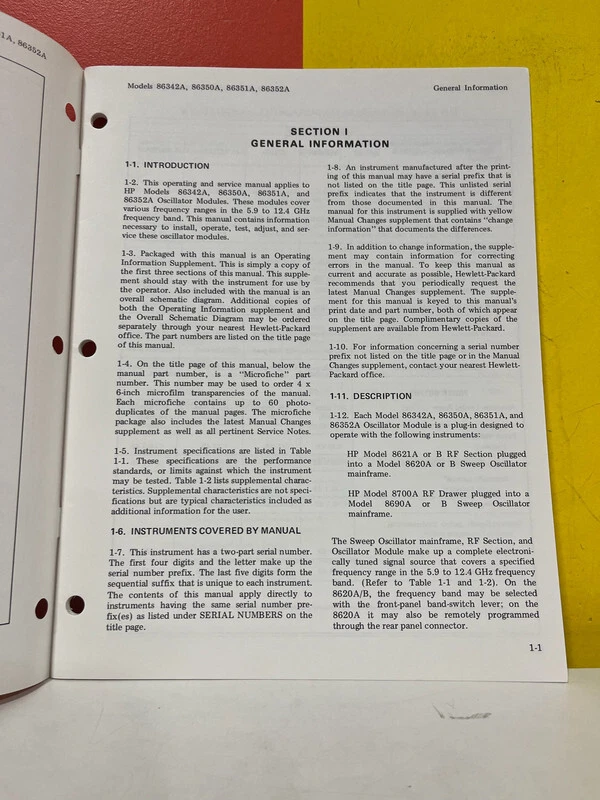 1A, 86352A
Models 86342A, 86350A, 86351A, 86352A
General Information
SECTION I
GENERAL INFORMATION
1-1. INTRODUCTION
1-2. This operating and service manual applies to
HP Models 86342A, 86350A, 86351A, and
86352A Oscillator Modules. These modules cover
various frequency ranges in the 5.9 to 12.4 GHz
frequency band. This manual contains information
necessary to install, operate, test, adjust, and ser-
vice these oscillator modules.
1-3. Packaged with this manual is an Operating
Information Supplement. This is simply a copy of
the first three sections of this manual. This supple-
ment should stay with the instrument for use by
the operator. Also included with the manual is an
overall schematic diagram. Additional copies of
both the Operating Information supplement and
the Overall Schematic Diagram may be ordered
separately through your nearest Hewlett-Packard
office. The part numbers are listed on the title page
of this manual.
1-4. On the title page of this manual, below the
manual part number, is a "Microfiche" part
number. This number may be used to order 4 x
6-inch microfilm transparencies of the manual.
Each microfiche contains up to 60 photo-
duplicates of the manual pages. The microfiche
package also includes the latest Manual Changes
supplement as well as all pertinent Service Notes.
1-5. Instrument specifications are listed in Table
1-1. These specifications are the performance
standards, or limits against which the instrument
may be tested. Table 1-2 lists supplemental charac-
teristics. Supplemental characteristics are not speci-
fications but are typical characteristics included as
additional information for the user.
1-6. INSTRUMENTS COVERED BY MANUAL
1-7. This instrument has a two-part serial number.
The first four digits and the letter make up the
serial number prefix. The last five digits form the
sequential suffix that is unique to each instrument.
The contents of this manual apply directly to
instruments having the same serial number pre-
fix(es) as listed under SERIAL NUMBERS on the
title page.
1-8. An instrument manufactured after the print-
ing of this manual may have a serial prefix that is
not listed on the title page. This unlisted serial
prefix indicates that the instrument is different
from those documented in this manual. The
manual for this instrument is supplied with yellow
Manual Changes supplement that contains "change
information" that documents the differences.
1-9. In addition to change information, the supple-
ment may contain information for correcting
errors in the manual. To keep this manual as
current and accurate as possible, Hewlett-Packard
recommends that you periodically request the
latest Manual Changes supplement. The supple-
ment for this manual is keyed to this manual's
print date and part number, both of which appear
on the title page. Complimentary copies of the
supplement are available from Hewlett-Packard.
1-10. For information concerning a serial number
prefix not listed on the title page or in the Manual
Changes supplement, contact your nearest Hewlett-
Packard office.
1-11. DESCRIPTION
1-12. Each Model 86342A, 86350A, 86351A, and
86352A Oscillator Module is a plug-in designed to
operate with the following instruments:
HP Model 8621A or B RF Section plugged
into a Model 8620A or B Sweep Oscillator
mainframe.
HP Model 8700A RF Drawer plugged into a
Model 8690A or B Sweep Oscillator
mainframe.
The Sweep Oscillator mainframe, RF Section, and
Oscillator Module make up a complete electroni-
cally tuned signal source that covers a specified
frequency range in the 5.9 to 12.4 GHz frequency
band. (Refer to Table 1-1 and 1-2). On the
8620A/B, the frequency band may be selected
with the front-panel band-switch lever; on the
8620A it may also be remotely programmed
through the rear panel connector.
1-1